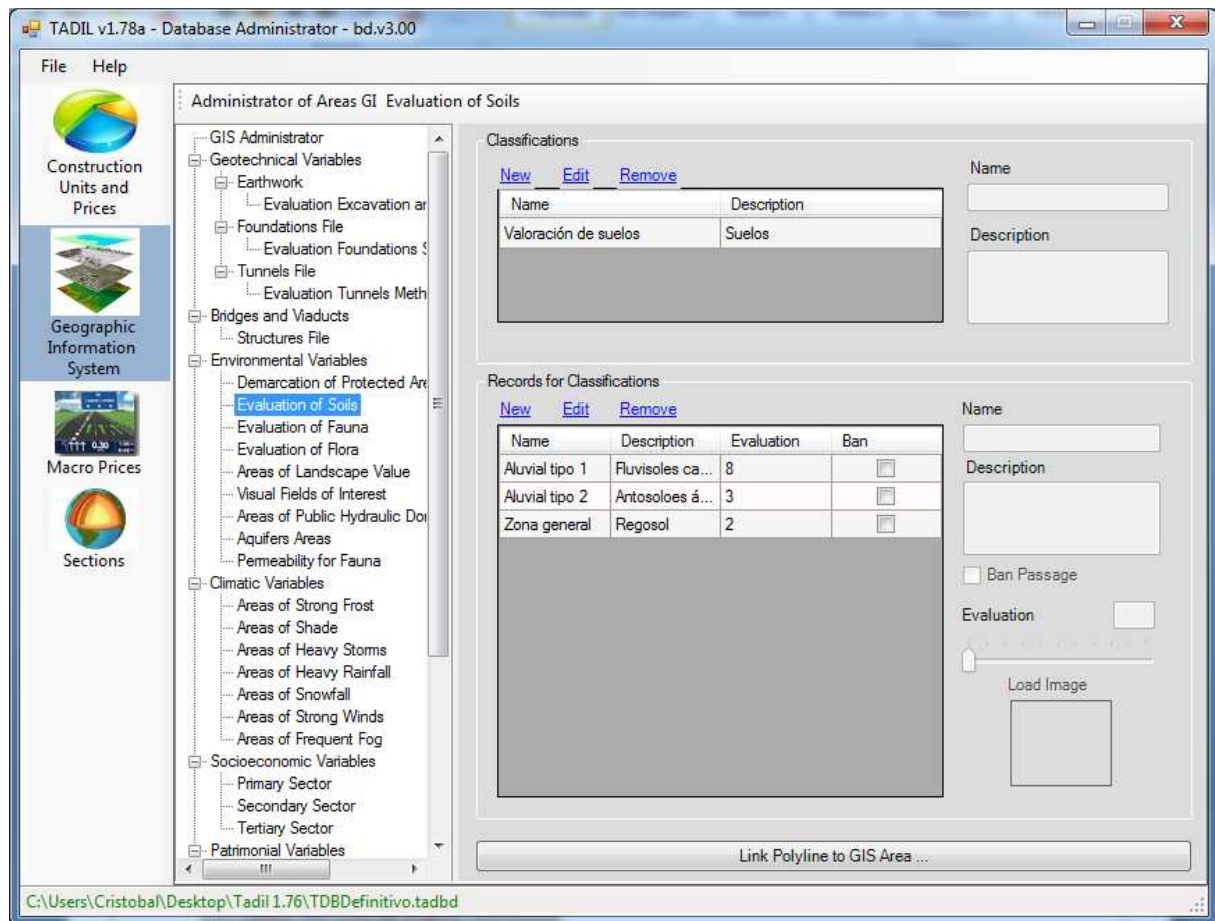 TADIL v1.78a - Database Administrator - bd.v3.00
File Help
Construction
Units and
Prices
Geographic
Information
System
Macro Prices
Sections
Administrator of Areas GI Evaluation of Soils
GIS Administrator
Geotechnical Variables
Earthwork
Evaluation Excavation ar
Foundations File
Evaluation Foundations S
Tunnels File
Evaluation Tunnels Meth
Bridges and Viaducts
Structures File
Environmental Variables
Demarcation of Protected Are
Evaluation of Soils
Evaluation of Fauna
Evaluation of Flora
Areas of Landscape Value
Visual Fields of Interest
Areas of Public Hydraulic Dor
Aquifers Areas
Permeability for Fauna
Climatic Variables
Areas of Strong Frost
Areas of Shade
Areas of Heavy Storms
Areas of Heavy Rainfall
Areas of Snowfall
Areas of Strong Winds
Areas of Frequent Fog
Socioeconomic Variables
Primary Sector
Secondary Sector
Tertiary Sector
Patrimonial Variables
Classifications
New Edit Remove
Name Description
Valoración de suelos Suelos
Name
Description
Records for Classifications
New Edit Remove
Name Description Evaluation Ban
Aluvial tipo 1 Fluvisoles ca... 8
Aluvial tipo 2 Antosoloes á... 3
Zona general Regosol 2
Name
Description
Ban Passage
Evaluation
Load Image
Link Polyline to GIS Area ...
C:\Users\Cristobal\Desktop\Tadil 1.76\TDBDefinitivo.tadbd